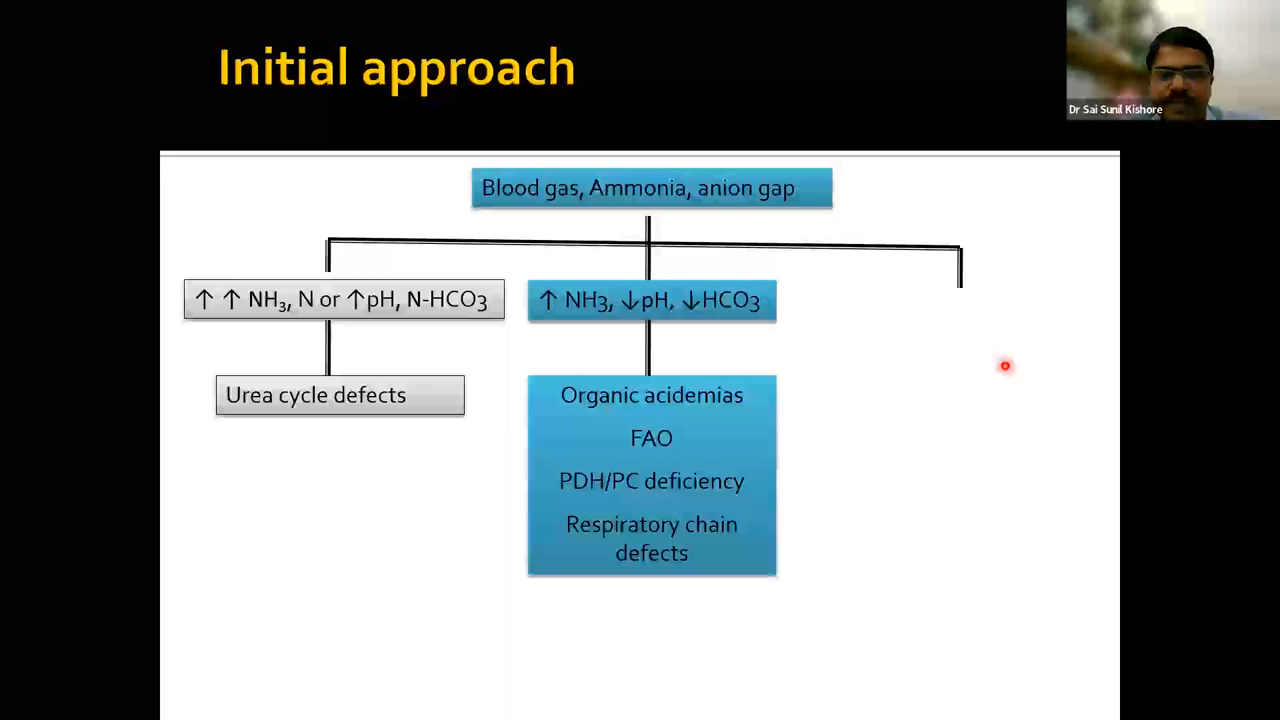 Initial approach
Dr Sai Sunil Kishore
Blood gas, Ammonia, anion gap
↑ ↑ NH₃, N or ↑pH, N-HCO3
↑ NH3, ↓pH, ↓HCO3
Urea cycle defects
Organic acidemias
FAO
PDH/PC deficiency
Respiratory chain
defects